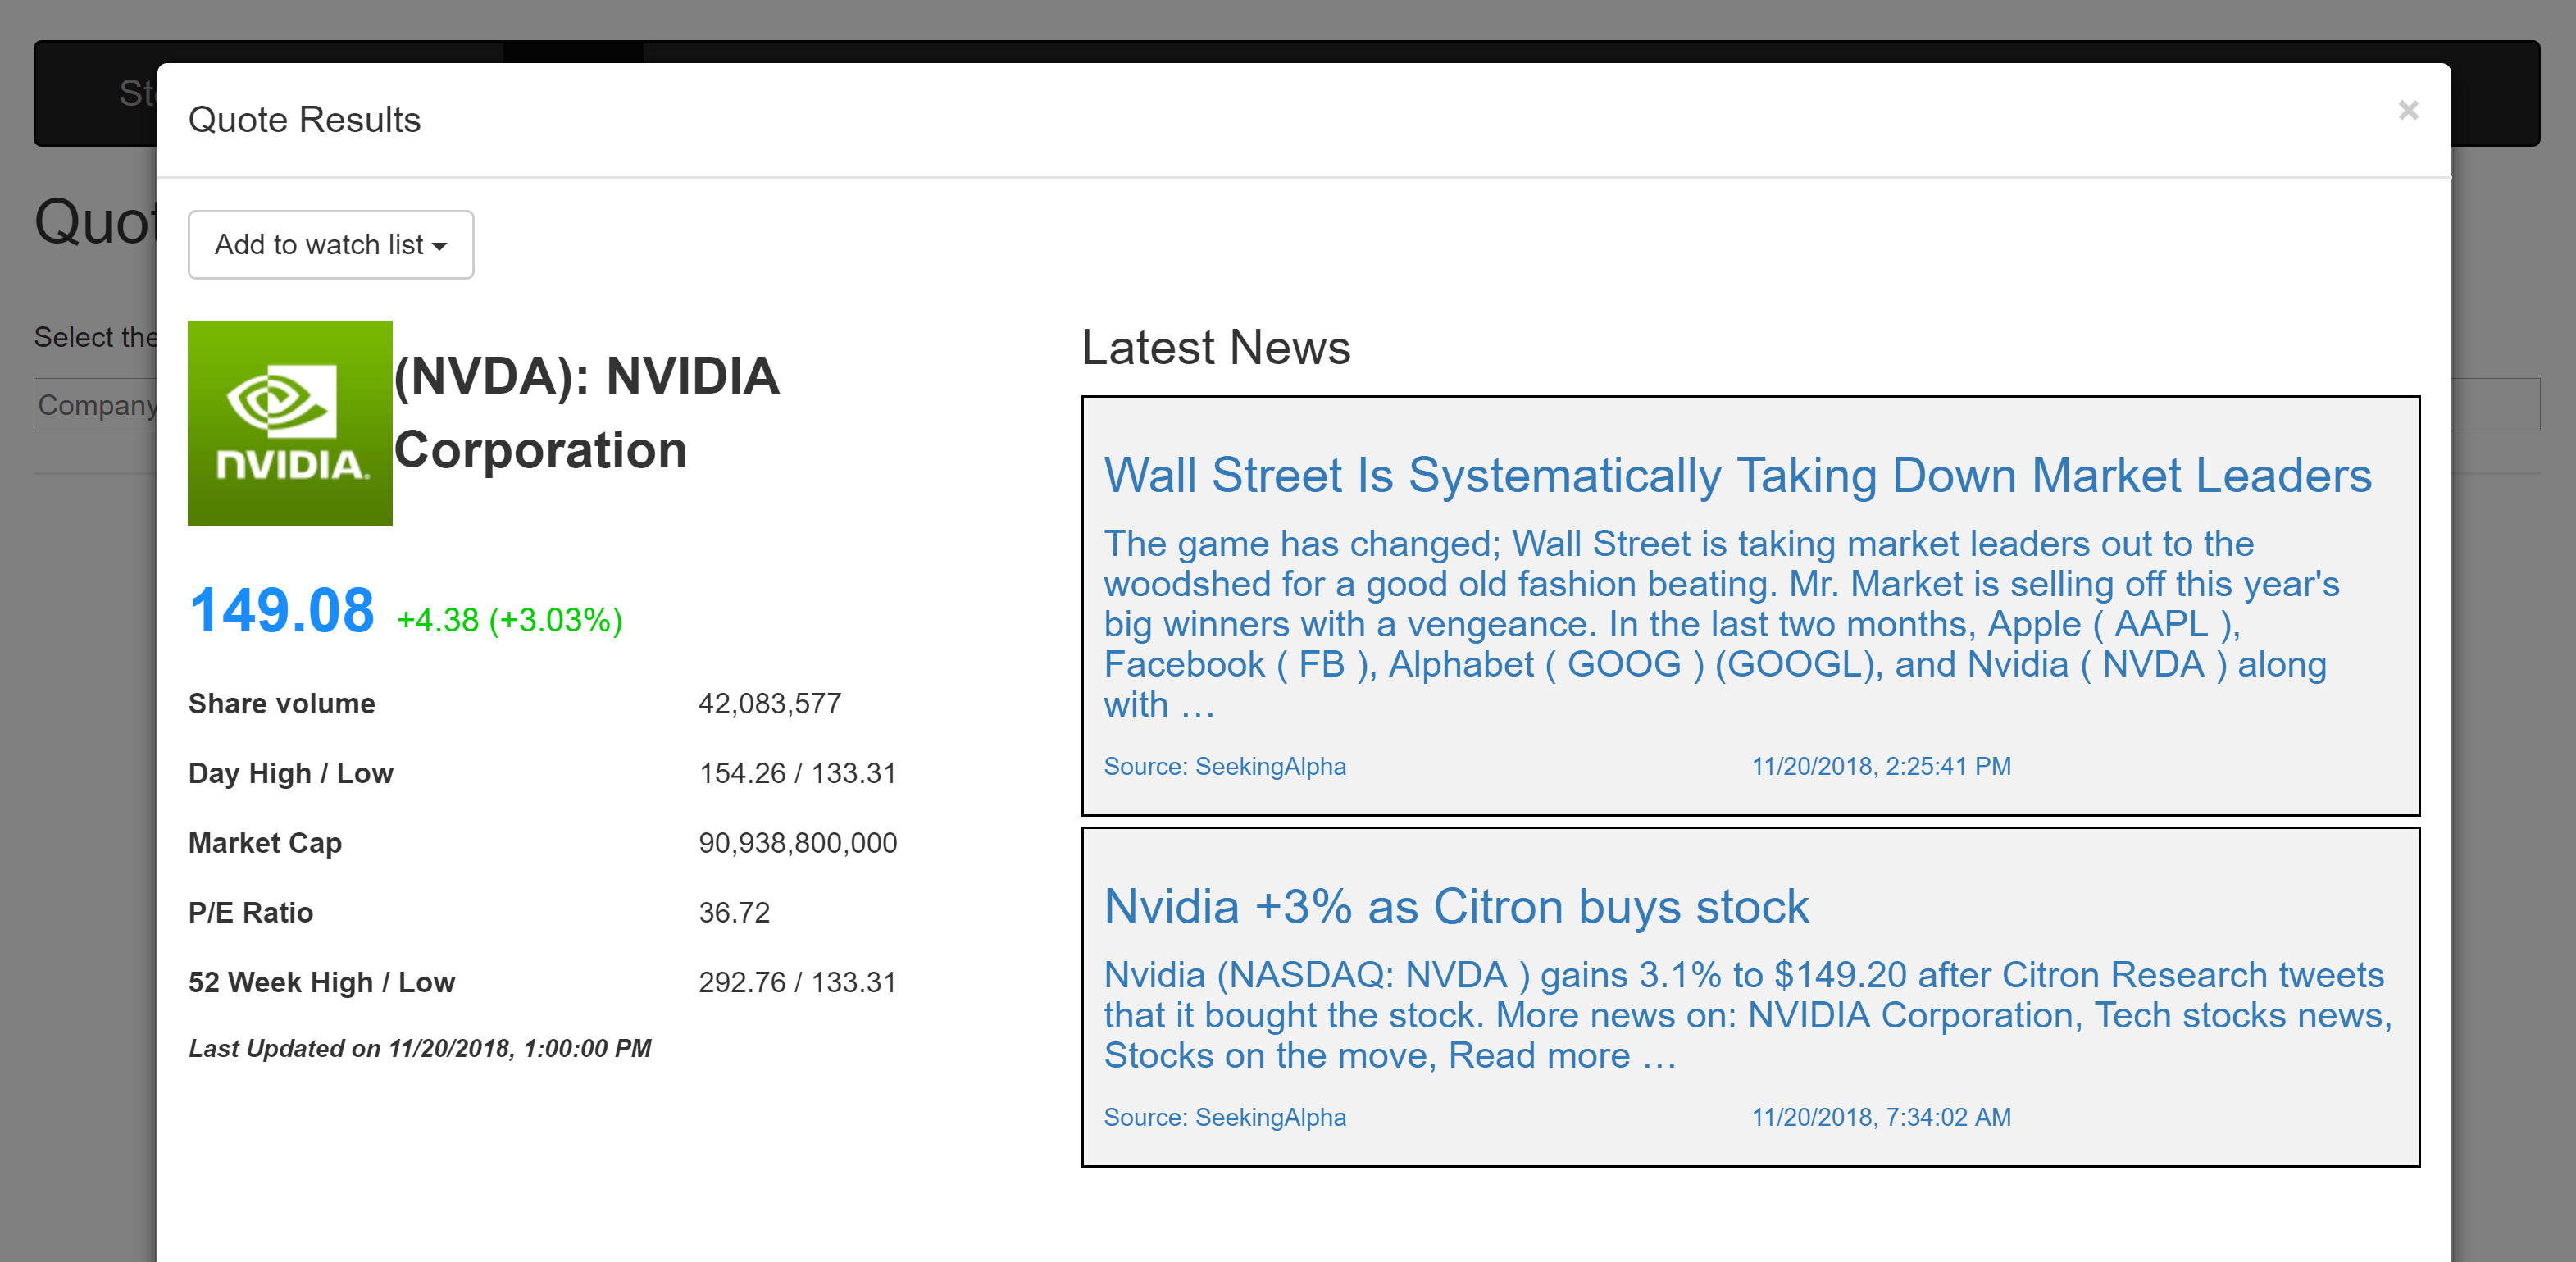 Sto
Quote Results
×
Quot
Add to watch list
Select the
Company
NVIDIA.
(NVDA): NVIDIA
Corporation
149.08 +4.38 (+3.03%)
Share volume 42,083,577
Day High / Low 154.26 / 133.31
Market Cap 90,938,800,000
P/E Ratio 36.72
52 Week High / Low 292.76 / 133.31
Last Updated on 11/20/2018, 1:00:00 PM
Latest News
Wall Street Is Systematically Taking Down Market Leaders
The game has changed; Wall Street is taking market leaders out to the
woodshed for a good old fashion beating. Mr. Market is selling off this year's
big winners with a vengeance. In the last two months, Apple ( AAPL ),
Facebook ( FB ), Alphabet ( GOOG ) (GOOGL), and Nvidia ( NVDA ) along
with …
Source: SeekingAlpha 11/20/2018, 2:25:41 PM
Nvidia +3% as Citron buys stock
Nvidia (NASDAQ: NVDA ) gains 3.1% to $149.20 after Citron Research tweets
that it bought the stock. More news on: NVIDIA Corporation, Tech stocks news,
Stocks on the move, Read more …
Source: SeekingAlpha 11/20/2018, 7:34:02 AM